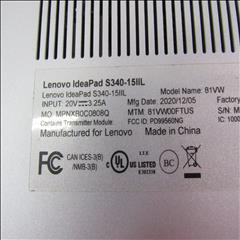 Lenovo IdeaPad S340-15IIL
Lenovo IdeaPad S340-15IIL Model Name: 81VW
INPUT: 20V⎓3.25A Mfg Date: 2020/12/05 Factory
MO: MPNXB0C0808Q MTM: 81VW00FTUS S/N: M
Contains Transmitter Module: FCC ID: PD99560NG
Manufactured for Lenovo Made in China
FC CAN ICES-3(B)
/NMB-3(B) C UL US LISTED BC